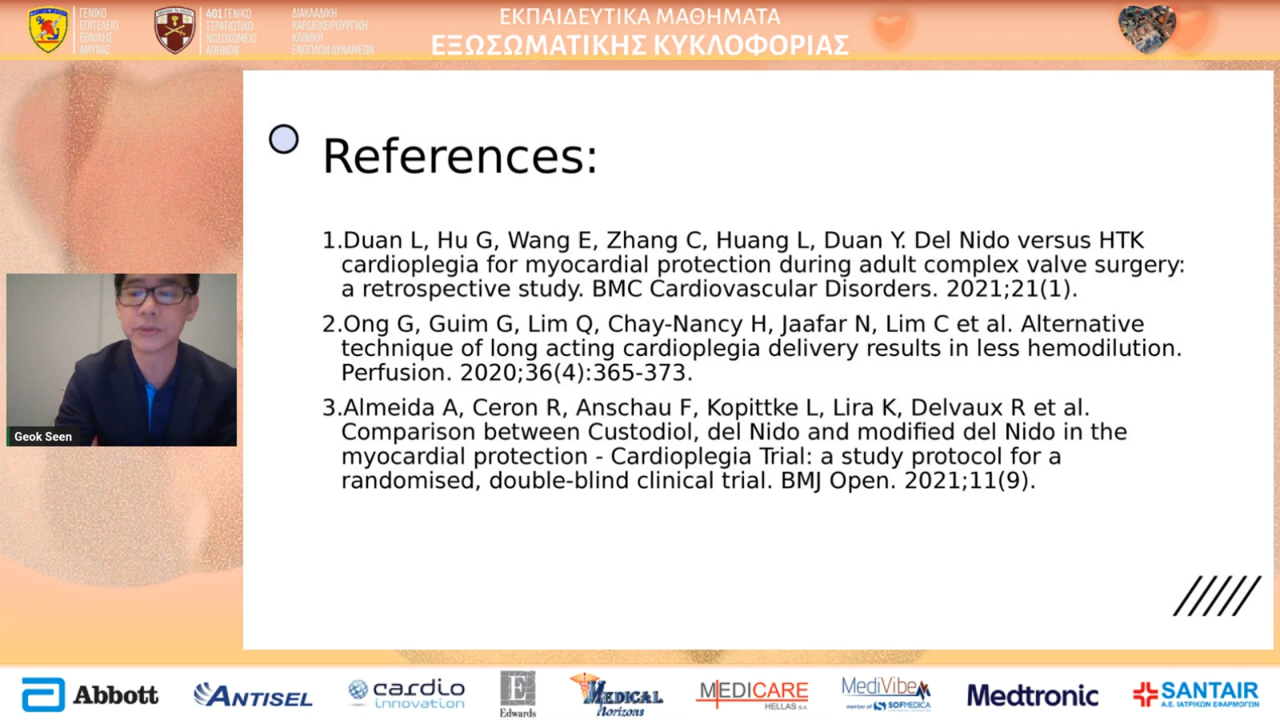 ΓΕΝΙΚΟ
ΕΠΙΤΕΛΕΙΟ
ΕΘΝΙΚΗΣ
ΑΜΥΝΑΣ
401 ΓΕΝΙΚΟ
ΣΤΡΑΤΙΩΤΙΚΟ
ΝΟΣΟΚΟΜΕΙΟ
ΑΘΗΝΩΝ
ΔΙΑΚΛΑΔΙΚΗ
ΚΑΡΔΙΟΧΕΙΡΟΥΡΓΙΚΗ
ΚΛΙΝΙΚΗ
ΕΝΟΠΛΩΝ ΔΥΝΑΜΕΩΝ
ΕΚΠΑΙΔΕΥΤΙΚΑ ΜΑΘΗΜΑΤΑ
ΕΞΩΣΩΜΑΤΙΚΗΣ ΚΥΚΛΟΦΟΡΙΑΣ
References:
1.Duan L, Hu G, Wang E, Zhang C, Huang L, Duan Y. Del Nido versus HTK
cardioplegia for myocardial protection during adult complex valve surgery:
a retrospective study. BMC Cardiovascular Disorders. 2021;21(1).
2.Ong G, Guim G, Lim Q, Chay-Nancy H, Jaafar N, Lim C et al. Alternative
technique of long acting cardioplegia delivery results in less hemodilution.
Perfusion. 2020;36(4):365-373.
3.Almeida A, Ceron R, Anschau F, Kopittke L, Lira K, Delvaux R et al.
Comparison between Custodiol, del Nido and modified del Nido in the
myocardial protection - Cardioplegia Trial: a study protocol for a
randomised, double-blind clinical trial. BMJ Open. 2021;11(9).
Geok Seen
Abbott
ANTISEL
cardio
innovation
Edwards
MEDICAL
Horizons
MEDICARE
HELLAS S.A.
MediVibe
member of SOFMEDICA
Medtronic
SANTAIR
Α.Ε. ΙΑΤΡΙΚΩΝ ΕΦΑΡΜΟΓΩΝ